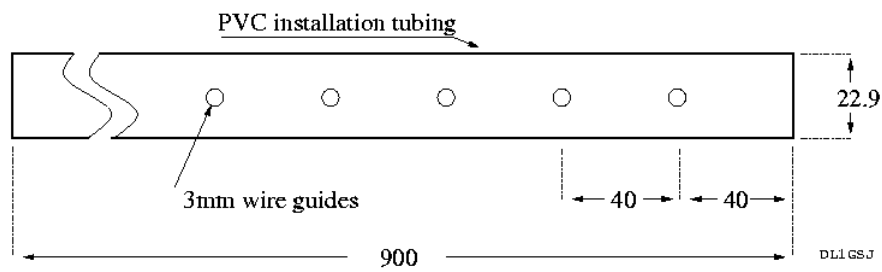 PVC installation tubing
22.9
3mm wire guides
40
40
900
DL1GSJ